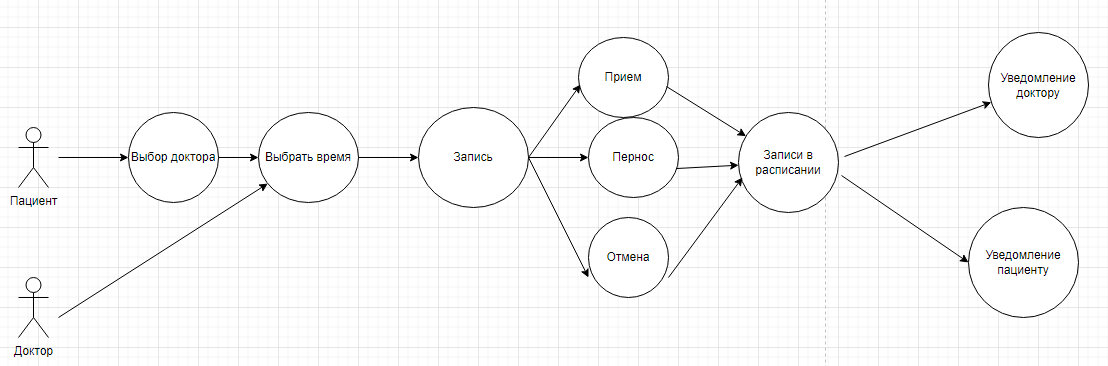 Пациент
Доктор
Выбор доктора
Выбрать время
Запись
Прием
Пернос
Отмена
Записи в
расписании
Уведомление
доктору
Уведомление
пациенту